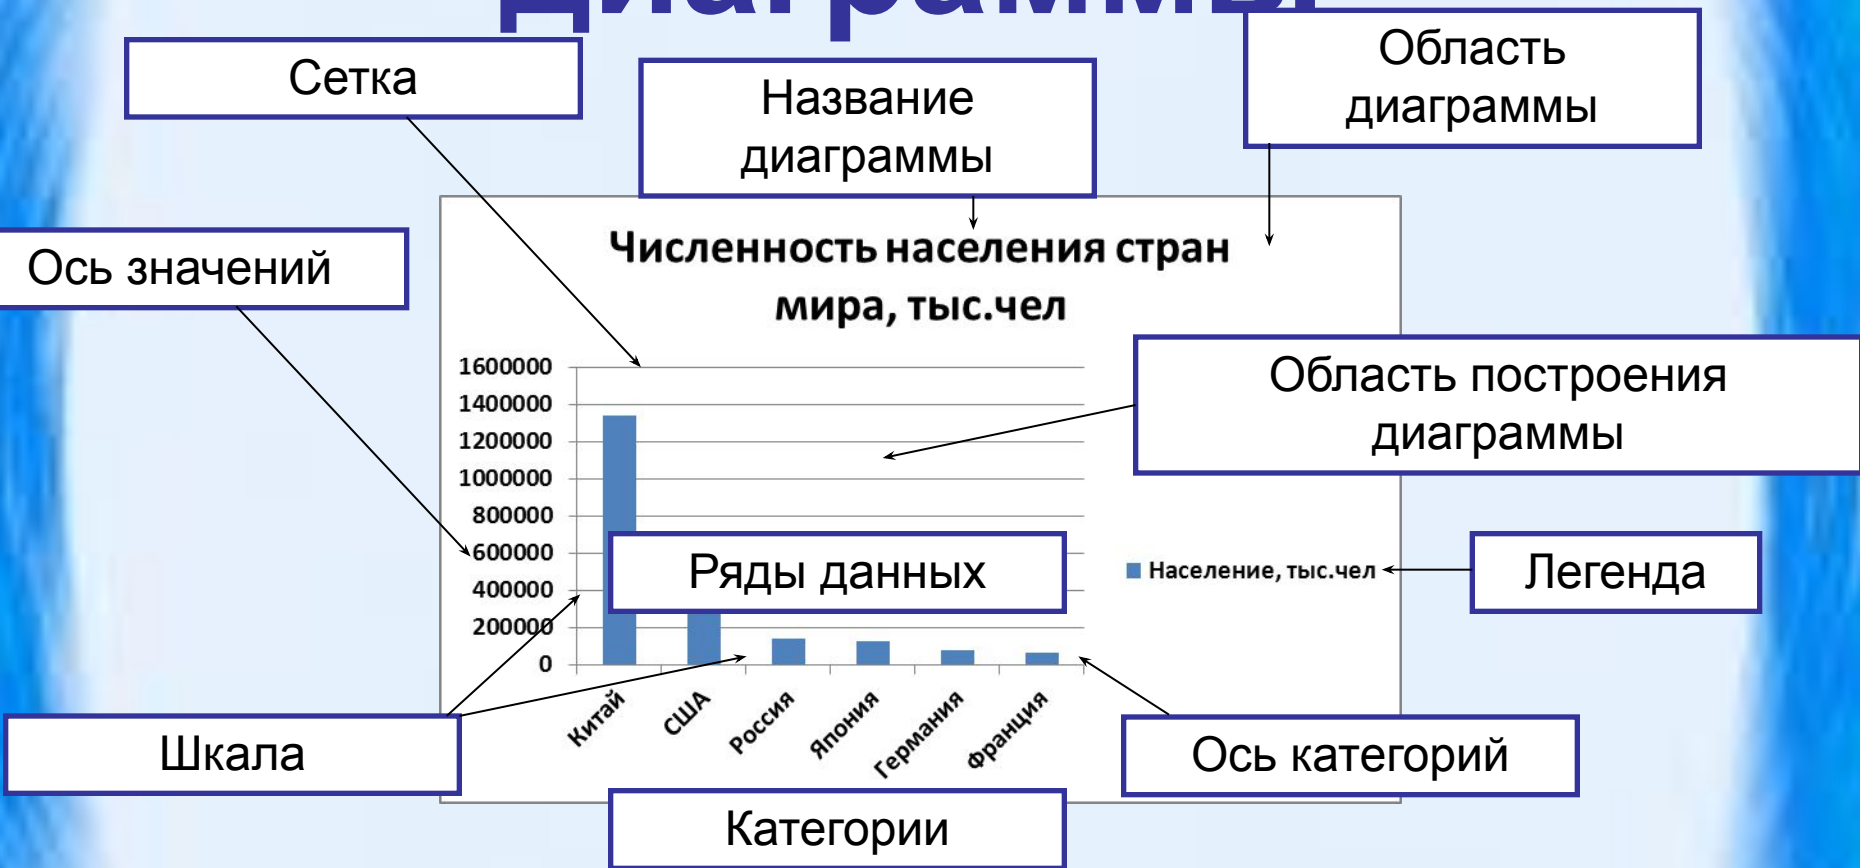 диаграммы
Сетка
Название
диаграммы
Область
диаграммы
Ось значений
Численность населения стран
мира, тыс.чел
Область построения
диаграммы
1600000
1400000
1200000
1000000
800000
600000
400000
200000
0
Ряды данных
Население, тыс.чел
Легенда
Китай
США
Россия
Япония
Германия
Франция
Шкала
Ось категорий
Категории